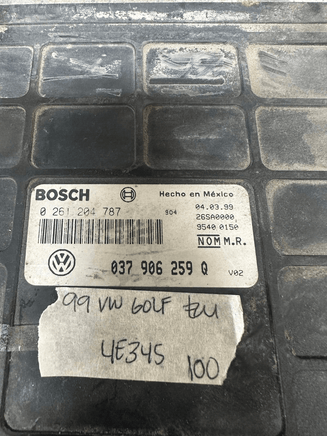 BOSCH Hecho en México
0 261 204 787 904 04.03.99
26SA0000
9540 0150
NOM M.R.
037 906 259 Q V02
99 VW GOLF
4E345
100